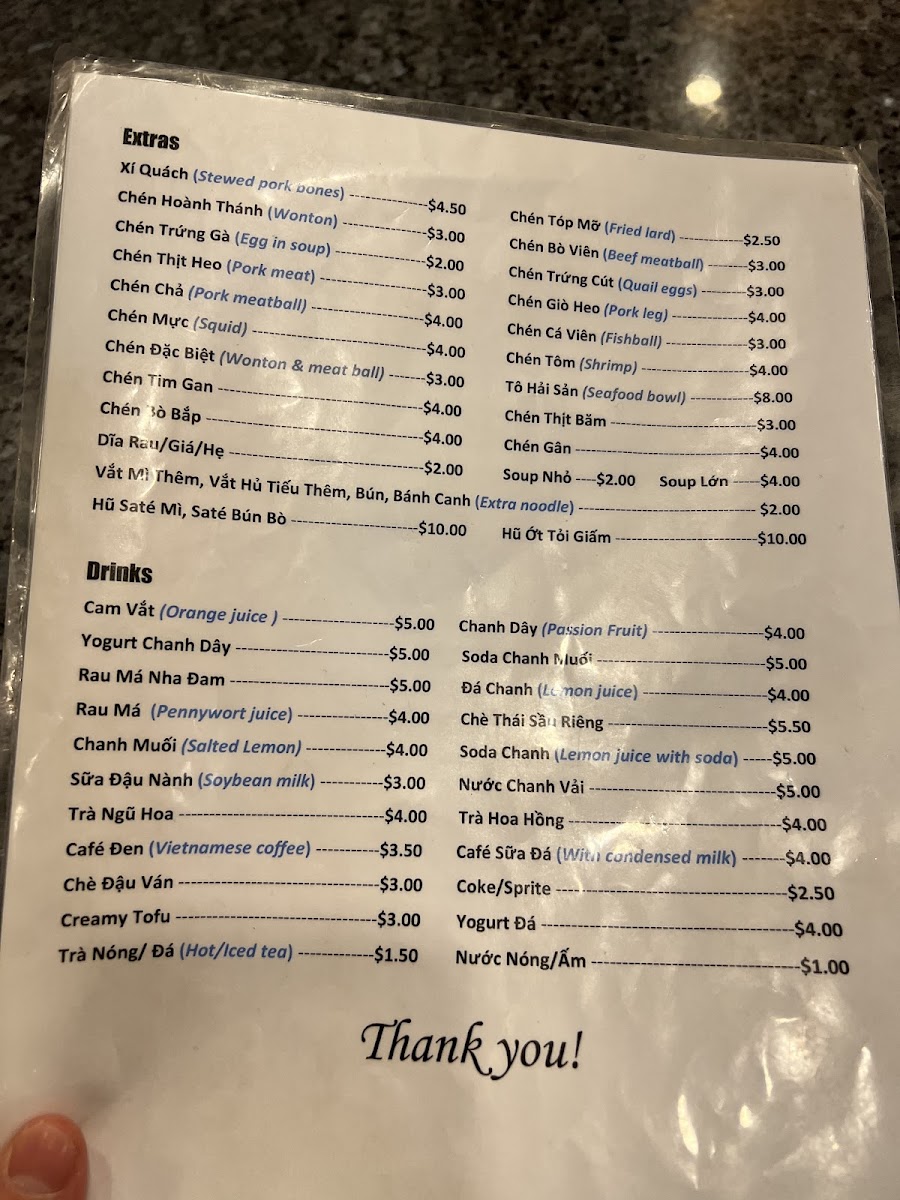 Extras
Xí Quách (Stewed pork bones) ---------------$4.50
Chén Hoành Thánh (Wonton) ---------------$3.00
Chén Trứng Gà (Egg in soup) ---------------$2.00
Chén Thịt Heo (Pork meat) ------------------$3.00
Chén Chả (Pork meatball) -------------------$4.00
Chén Mực (Squid) ----------------------------$4.00
Chén Đặc Biệt (Wonton & meat ball) -------$3.00
Chén Tim Gan ---------------------------------$4.00
Chén Bò Bắp -----------------------------------$4.00
Dĩa Rau/Giá/Hẹ -------------------------------$2.00
Chén Tóp Mỡ (Fried lard) ------------$2.50
Chén Bò Viên (Beef meatball) --------$3.00
Chén Trứng Cút (Quail eggs) ---------$3.00
Chén Giò Heo (Pork leg) --------------$4.00
Chén Cá Viên (Fishball) ---------------$3.00
Chén Tôm (Shrimp) -------------------$4.00
Tô Hải Sản (Seafood bowl) -----------$8.00
Chén Thịt Băm -------------------------$3.00
Chén Gân -------------------------------$4.00
Soup Nhỏ ----$2.00 Soup Lớn -----$4.00
Vắt Mì Thêm, Vắt Hủ Tiếu Thêm, Bún, Bánh Canh (Extra noodle) ------------------------------ $2.00
Hũ Saté Mì, Saté Bún Bò ----------------------$10.00
Hũ Ớt Tỏi Giấm ------------------------$10.00
Drinks
Cam Vắt (Orange juice ) ---------------------$5.00
Yogurt Chanh Dây -----------------------------$5.00
Rau Má Nha Đam ------------------------------$5.00
Rau Má (Pennywort juice) -----------------$4.00
Chanh Muối (Salted Lemon) ---------------$4.00
Sữa Đậu Nành (Soybean milk) ------------$3.00
Trà Ngũ Hoa -------------------------------------$4.00
Café Đen (Vietnamese coffee) ------------$3.50
Chè Đậu Ván ------------------------------------$3.00
Creamy Tofu ------------------------------------$3.00
Trà Nóng/ Đá (Hot/Iced tea) --------------$1.50
Chanh Dây (Passion Fruit) --------------------$4.00
Soda Chanh Muối ------------------------------$5.00
Đá Chanh (Lemon juice) ----------------------$4.00
Chè Thái Sầu Riêng ----------------------------$5.50
Soda Chanh (Lemon juice with soda) -----$5.00
Nước Chanh Vải --------------------------------$5.00
Trà Hoa Hồng ------------------------------------$4.00
Café Sữa Đá (With condensed milk) -------$4.00
Coke/Sprite --------------------------------------$2.50
Yogurt Đá -----------------------------------------$4.00
Nước Nóng/Ấm ----------------------------------$1.00
Thank you!